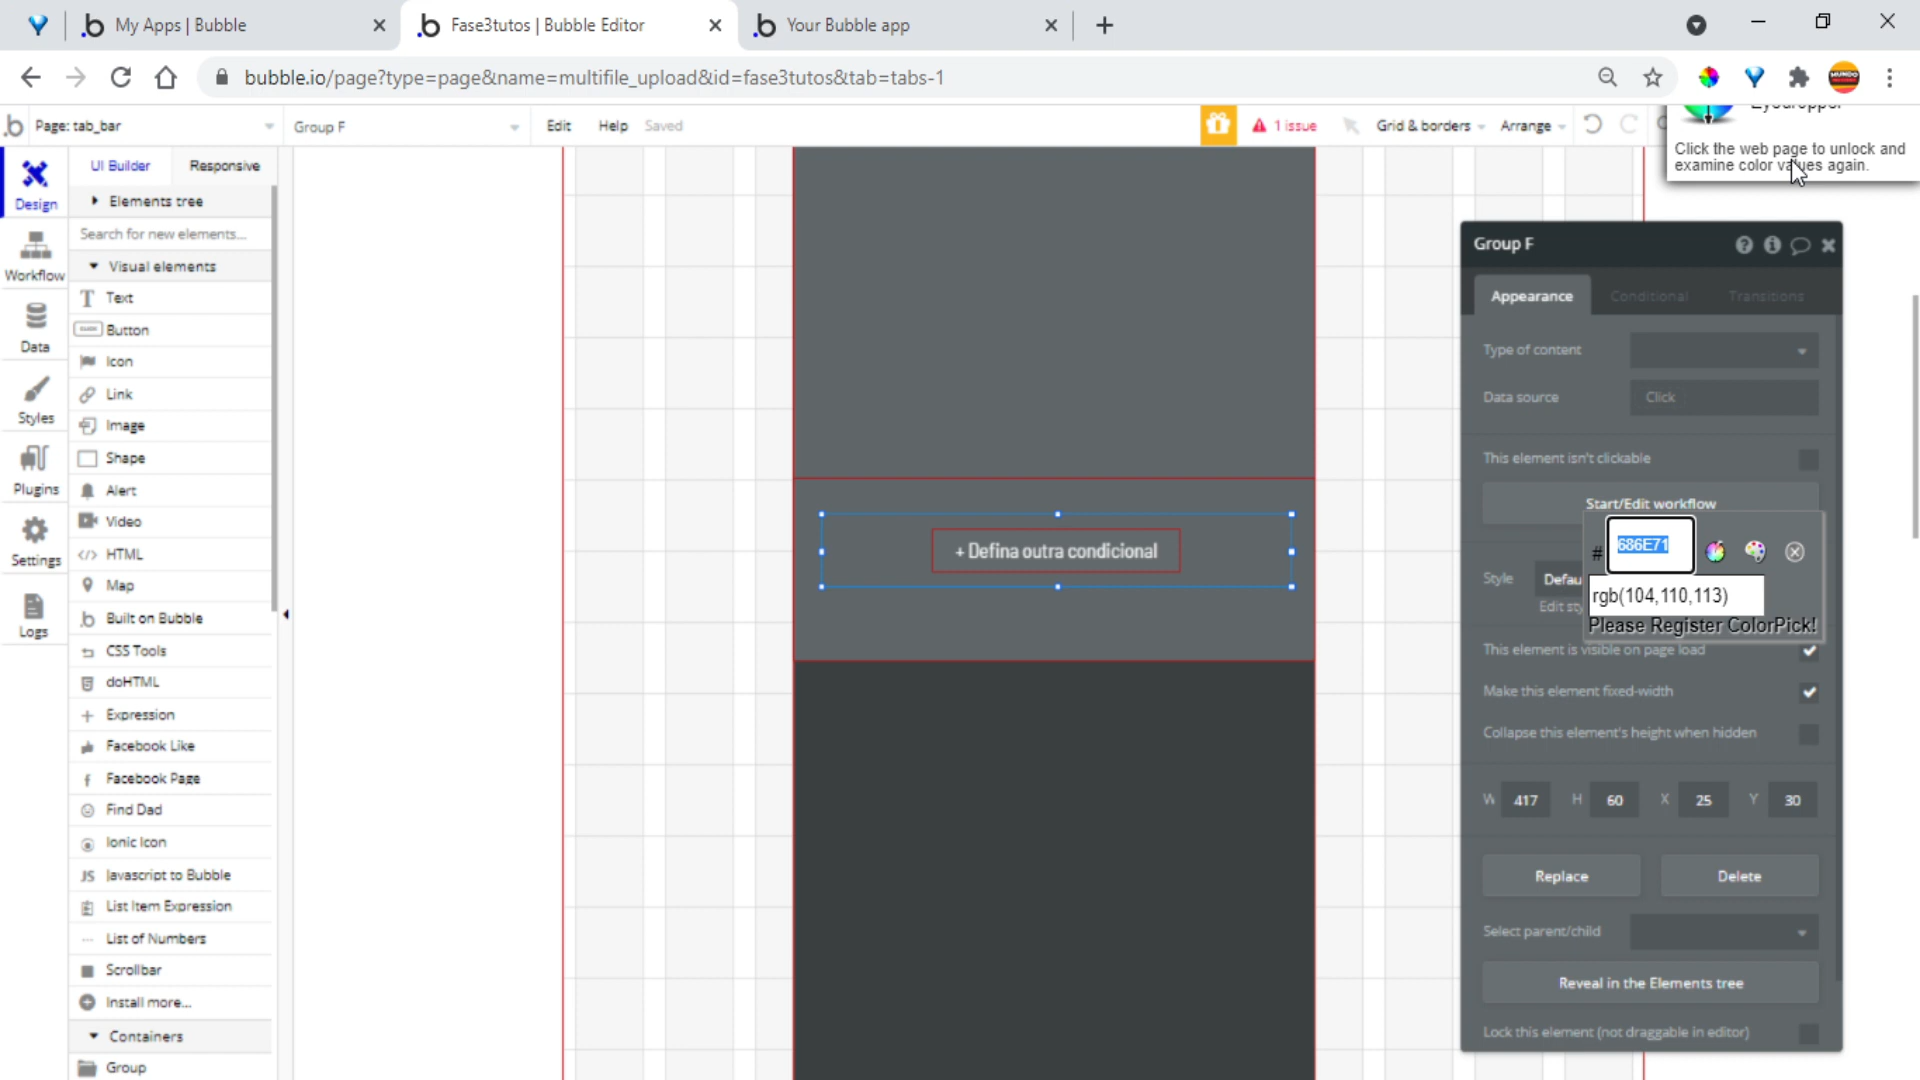 My Apps | Bubble
Fase3tutos | Bubble Editor
Your Bubble app
bubble.io/page?type=page&name=multifile_upload&id=fase3tutos&tab=tabs-1
Page: tab_bar
Group F
Edit
Help
Saved
1 issue
Grid & borders
Arrange
Eyedropper
Click the web page to unlock and
examine color values again.
UI Builder
Responsive
Design
Elements tree
Search for new elements...
Workflow
Visual elements
Text
Button
Data
Icon
Link
Styles
Image
Shape
Plugins
Alert
Video
Settings
HTML
Map
Logs
Built on Bubble
CSS Tools
doHTML
Expression
Facebook Like
Facebook Page
Find Dad
Ionic Icon
JS Javascript to Bubble
List Item Expression
List of Numbers
Scrollbar
Install more...
Containers
Group
+ Defina outra condicional
Group F
Appearance
Conditional
Transitions
Type of content
Data source
Click
This element isn't clickable
Start/Edit workflow
# 686E71
rgb(104,110,113)
Please Register ColorPick!
Style
Defau
Edit sty
This element is visible on page load
Make this element fixed-width
Collapse this element's height when hidden
W 417 H 60 X 25 Y 30
Replace
Delete
Select parent/child
Reveal in the Elements tree
Lock this element (not draggable in editor)